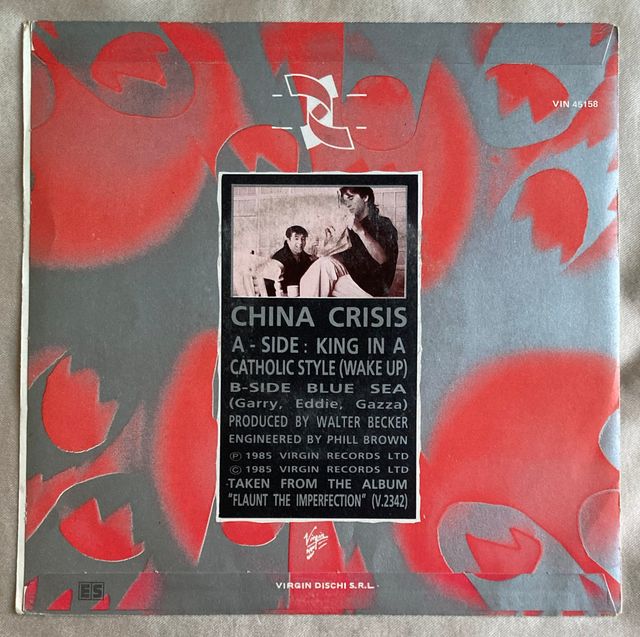 VIN 45158
CHINA CRISIS
A - SIDE : KING IN A
CATHOLIC STYLE (WAKE UP)
B-SIDE BLUE SEA
(Garry, Eddie, Gazza)
PRODUCED BY WALTER BECKER
ENGINEERED BY PHILL BROWN
℗ 1985 VIRGIN RECORDS LTD
© 1985 VIRGIN RECORDS LTD
TAKEN FROM THE ALBUM
"FLAUNT THE IMPERFECTION" (V.2342)
Virgin
ES
VIRGIN DISCHI S.R.L.